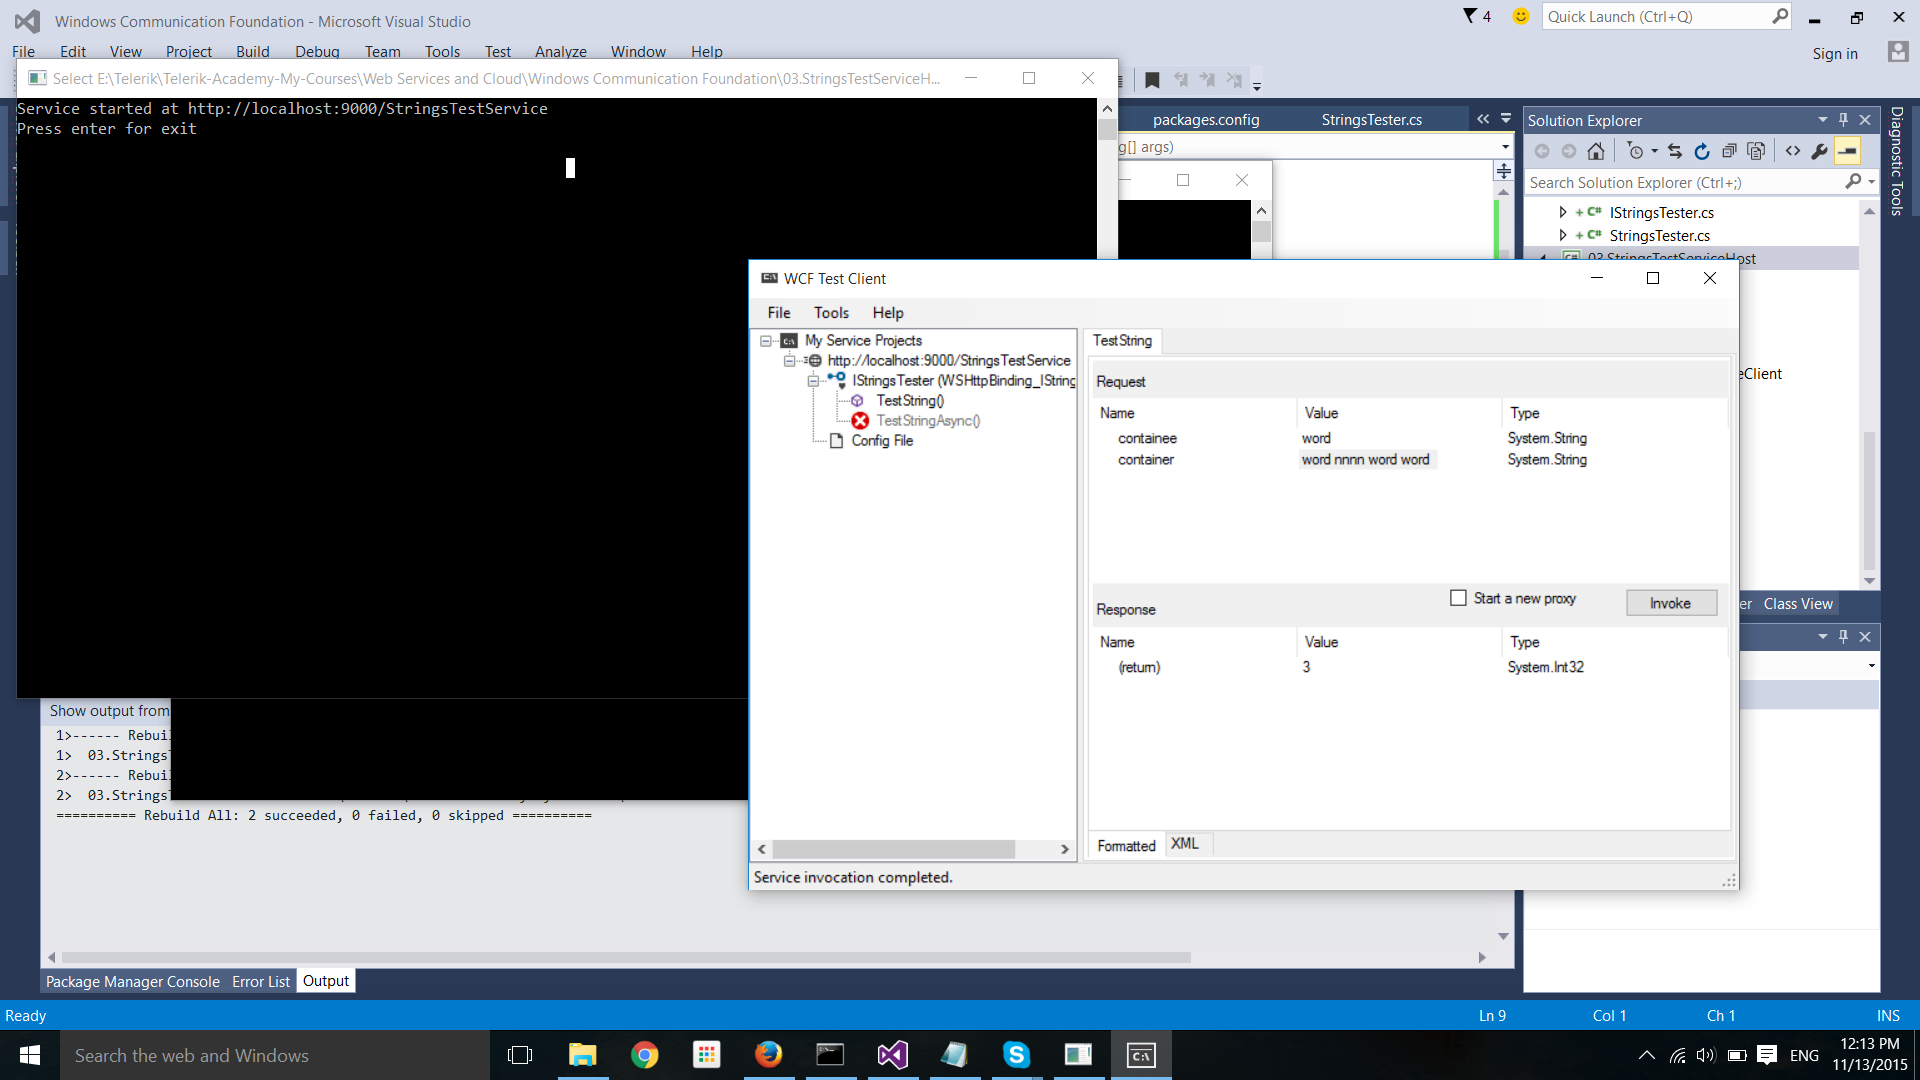 Windows Communication Foundation - Microsoft Visual Studio
4
Quick Launch (Ctrl+Q)
File Edit View Project Build Debug Team Tools Test Analyze Window Help
Sign in
Select E:\Telerik\Telerik-Academy-My-Courses\Web Services and Cloud\Windows Communication Foundation\03.StringsTestServiceH...
Service started at http://localhost:9000/StringsTestService
Press enter for exit
packages.config StringsTester.cs
g[] args)
Solution Explorer
Search Solution Explorer (Ctrl+;)
C# IStringsTester.cs
C# StringsTester.cs
03.StringsTestServiceHost
eClient
Diagnostic Tools
er Class View
WCF Test Client
File Tools Help
My Service Projects
http://localhost:9000/StringsTestService
IStringsTester (WSHttpBinding_IString
TestString()
TestStringAsync()
Config File
TestString
Request
Name Value Type
containee word System.String
container word nnnn word word System.String
Response
Start a new proxy
Invoke
Name Value Type
(return) 3 System.Int32
Formatted XML
Service invocation completed.
Show output from
1>------ Rebui
1> 03.Strings
2>------ Rebui
2> 03.Strings
========== Rebuild All: 2 succeeded, 0 failed, 0 skipped ==========
Package Manager Console Error List Output
Ready
Ln 9 Col 1 Ch 1 INS
Search the web and Windows
ENG
12:13 PM
11/13/2015